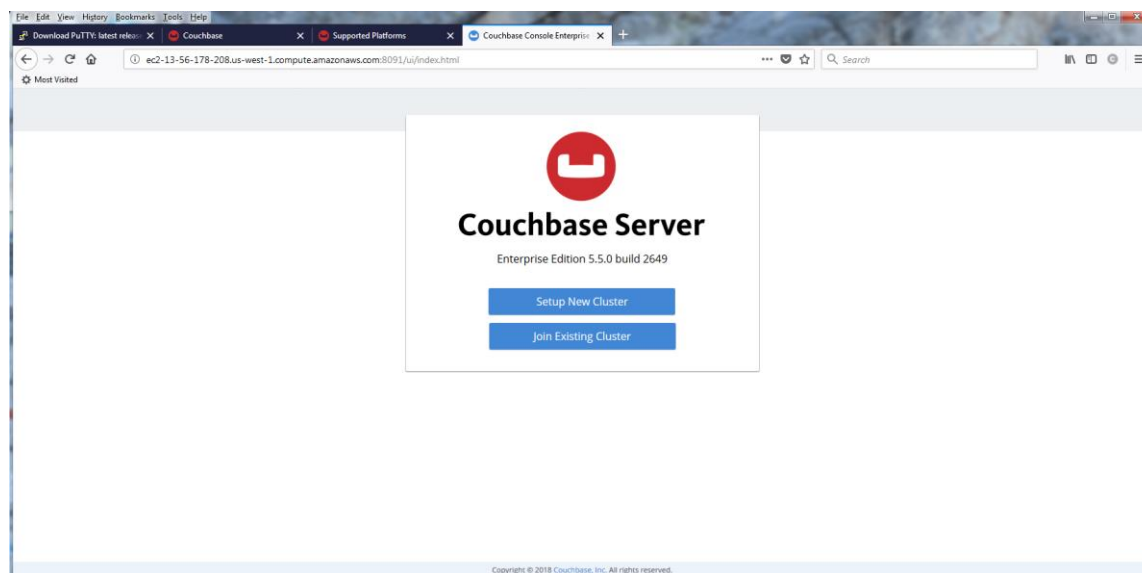 File Edit View History Bookmarks Tools Help
Download PuTTY: latest releas
Couchbase
Supported Platforms
Couchbase Console Enterprise
ec2-13-56-178-208.us-west-1.compute.amazonaws.com:8091/ui/index.html
Search
Most Visited
Couchbase Server
Enterprise Edition 5.5.0 build 2649
Setup New Cluster
Join Existing Cluster
Copyright © 2018 Couchbase, Inc. All rights reserved.